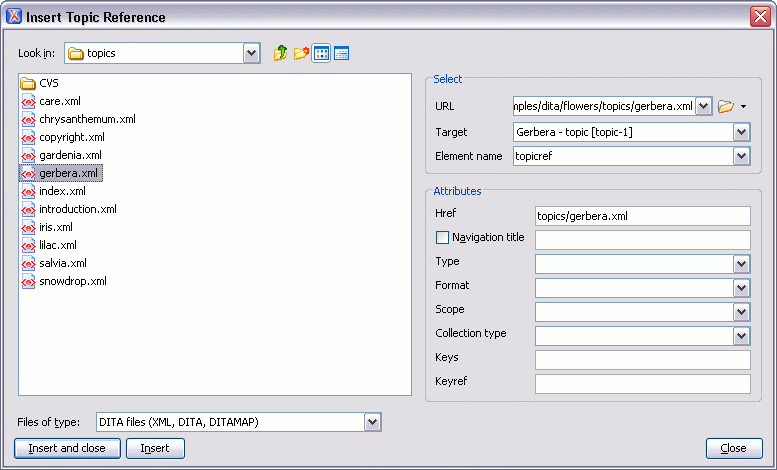 Insert Topic Reference
Look in: topics
CVS
care.xml
chrysanthemum.xml
copyright.xml
gardenia.xml
gerbera.xml
index.xml
introduction.xml
iris.xml
lilac.xml
salvia.xml
snowdrop.xml
Files of type: DITA files (XML, DITA, DITAMAP)
Select
URL mples/dita/flowers/topics/gerbera.xml
Target Gerbera - topic [topic-1]
Element name topicref
Attributes
Href topics/gerbera.xml
Navigation title
Type
Format
Scope
Collection type
Keys
Keyref
Insert and close Insert Close